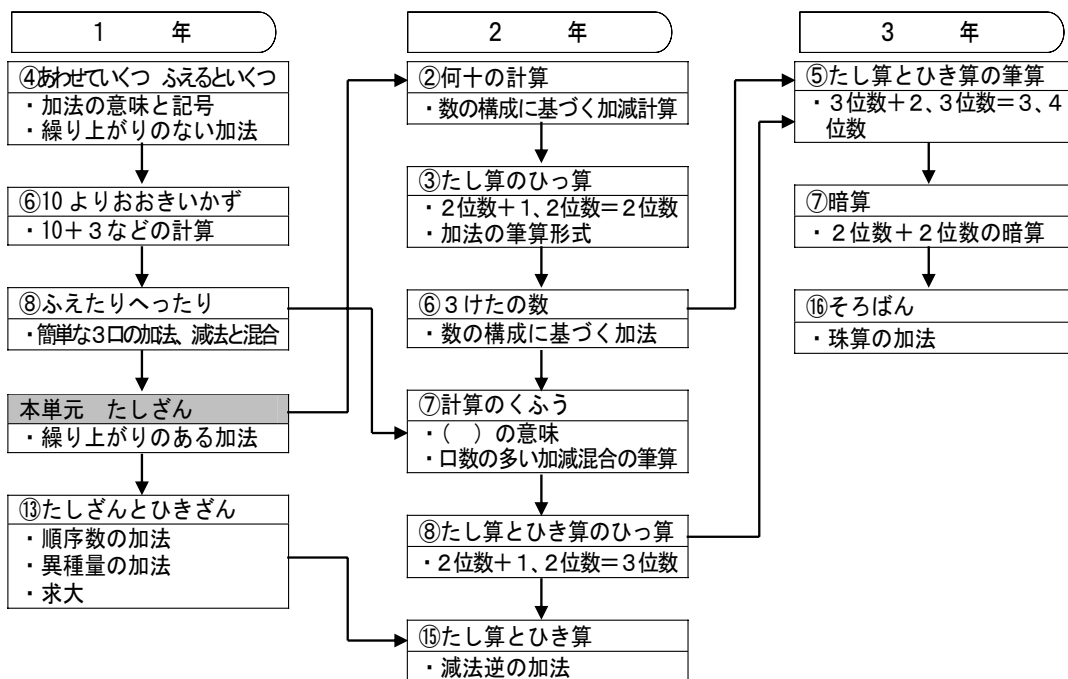 １ 年
④あわせていくつ ふえるといくつ
・加法の意味と記号
・繰り上がりのない加法
⑥10よりおおきいかず
・10＋３などの計算
⑧ふえたりへったり
・簡単な３口の加法、減法と混合
本単元 たしざん
・繰り上がりのある加法
⑬たしざんとひきざん
・順序数の加法
・異種量の加法
・求大
２ 年
②何十の計算
・数の構成に基づく加減計算
③たし算のひっ算
・２位数＋１、２位数＝２位数
・加法の筆算形式
⑥３けたの数
・数の構成に基づく加法
⑦計算のくふう
・（ ）の意味
・口数の多い加減混合の筆算
⑧たし算とひき算のひっ算
・２位数＋１、２位数＝３位数
⑮たし算とひき算
・減法逆の加法
３ 年
⑤たし算とひき算の筆算
・３位数＋２、３位数＝３、４
位数
⑦暗算
・２位数＋２位数の暗算
⑯そろばん
・珠算の加法